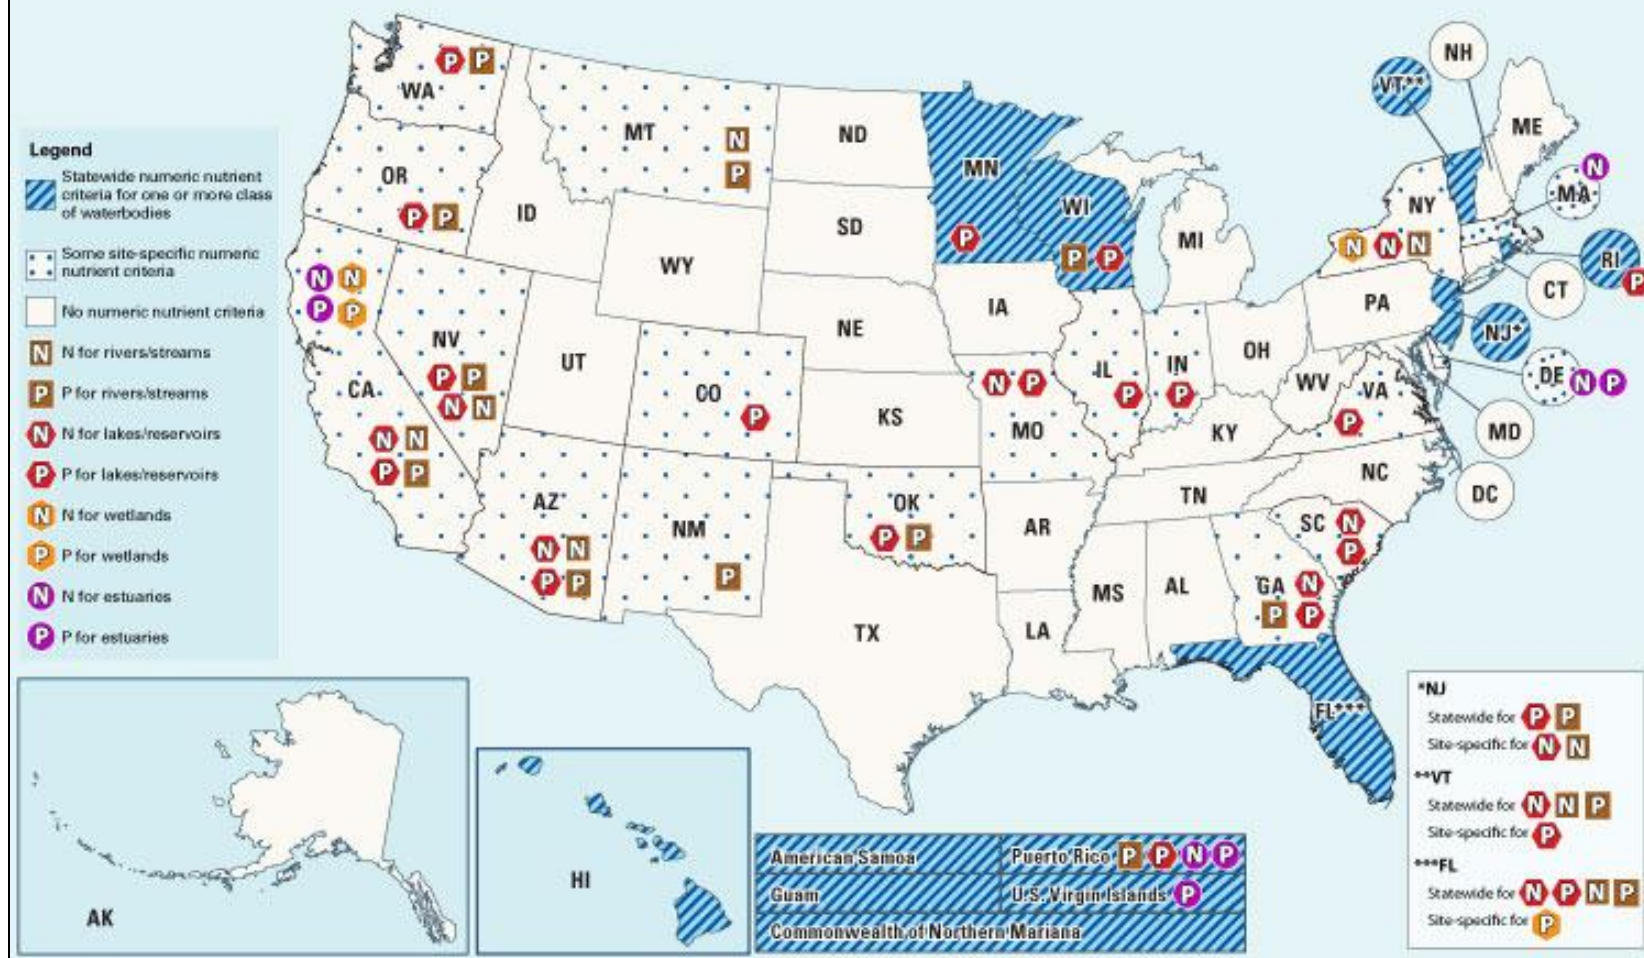 Legend
Statewide numeric nutrient
criteria for one or more class
of waterbodies
Some site-specific numeric
nutrient criteria
No numeric nutrient criteria
N N for rivers/streams
P P for rivers/streams
N N for lakes/reservoirs
P P for lakes/reservoirs
N N for wetlands
P P for wetlands
N N for estuaries
P P for estuaries
WA P P
OR
P P
N N
P P
CA
N N
P P
NV
P P
N N
ID
MT N
P
WY
UT
CO
P
AZ
N N
P P
NM
P
ND
SD
NE
KS
OK
P P
TX
MN
P
WI
P P
IA
N P
MO
AR
LA
IL
P
IN
P
MI
OH
KY
TN
MS
AL
GA N
P P
SC N
P
NC
VA
P
WV
PA
NY
N N N
VT**
NH
ME
N
MA
RI
P
CT
NJ*
DE N P
MD
DC
FL***
AK
HI
American Samoa
Puerto Rico P P N P
Guam
U.S. Virgin Islands P
Commonwealth of Northern Mariana
*NJ
Statewide for P P
Site-specific for N N
**VT
Statewide for N N P
Site-specific for P
***FL
Statewide for N P N P
Site-specific for P